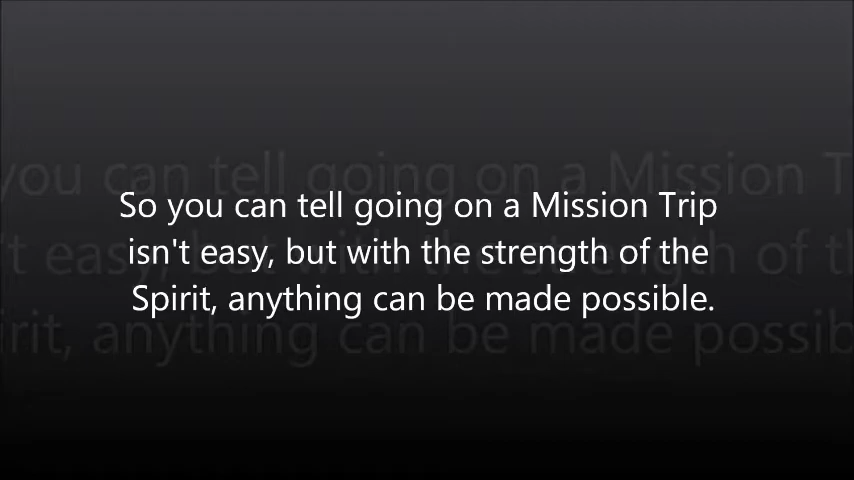 So you can tell going on a Mission Trip
isn't easy, but with the strength of the
Spirit, anything can be made possible.